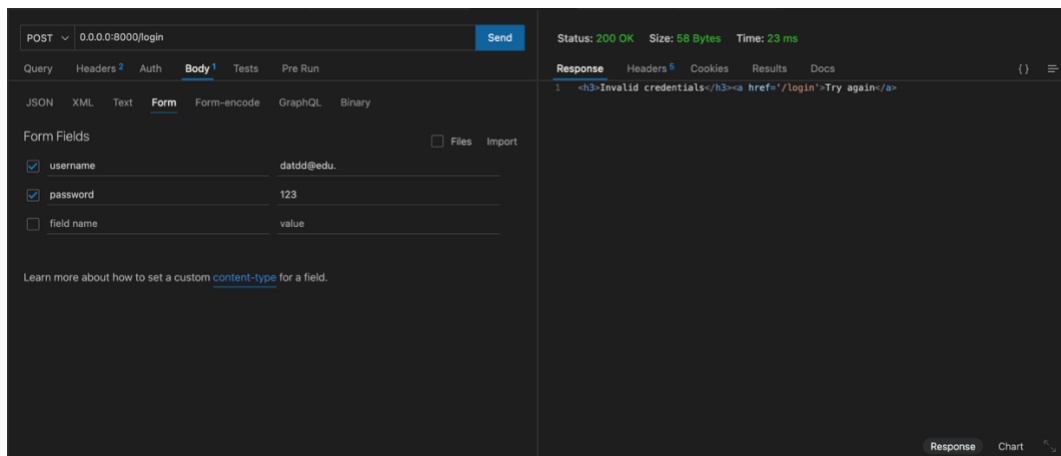 POST 0.0.0.0:8000/login Send
Query Headers 2 Auth Body 1 Tests Pre Run
JSON XML Text Form Form-encode GraphQL Binary
Form Fields
Files Import
username datdd@edu.
password 123
field name value
Learn more about how to set a custom content-type for a field.
Status: 200 OK Size: 58 Bytes Time: 23 ms
Response Headers 5 Cookies Results Docs {}
1 <h3>Invalid credentials</h3><a href='/login'>Try again</a>
Response Chart